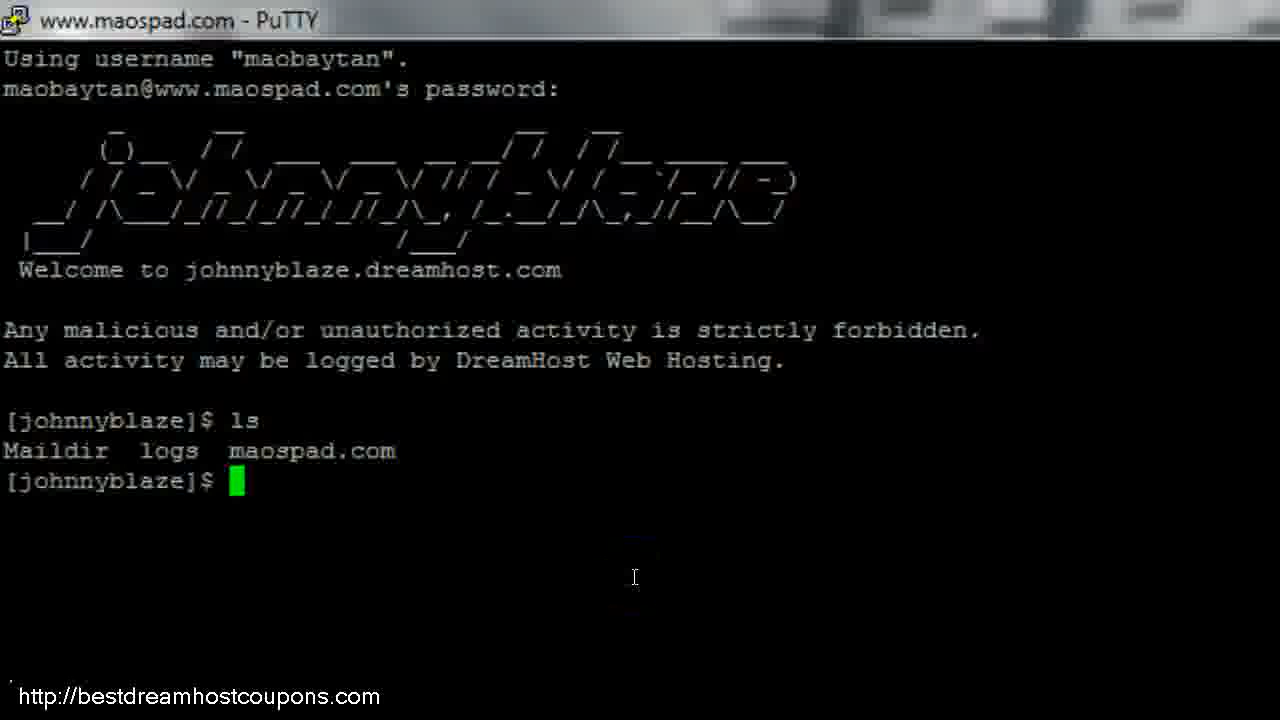 www.maospad.com - PuTTY
Using username "maobaytan".
maobaytan@www.maospad.com's password:
johnnyblaze
Welcome to johnnyblaze.dreamhost.com
Any malicious and/or unauthorized activity is strictly forbidden.
All activity may be logged by DreamHost Web Hosting.
[johnnyblaze]$ ls
Maildir logs maospad.com
[johnnyblaze]$
http://bestdreamhostcoupons.com